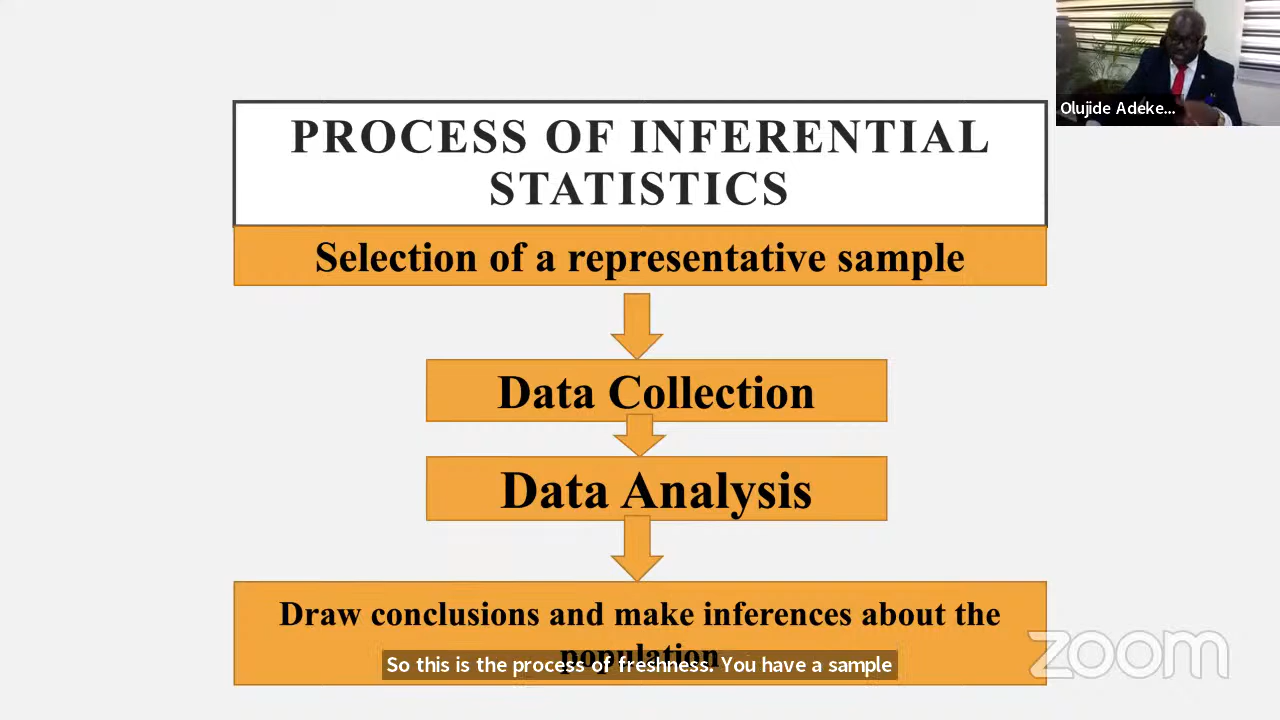 Olujide Adeke...
PROCESS OF INFERENTIAL
STATISTICS
Selection of a representative sample
Data Collection
Data Analysis
Draw conclusions and make inferences about the
population
So this is the process of freshness. You have a sample
zoom